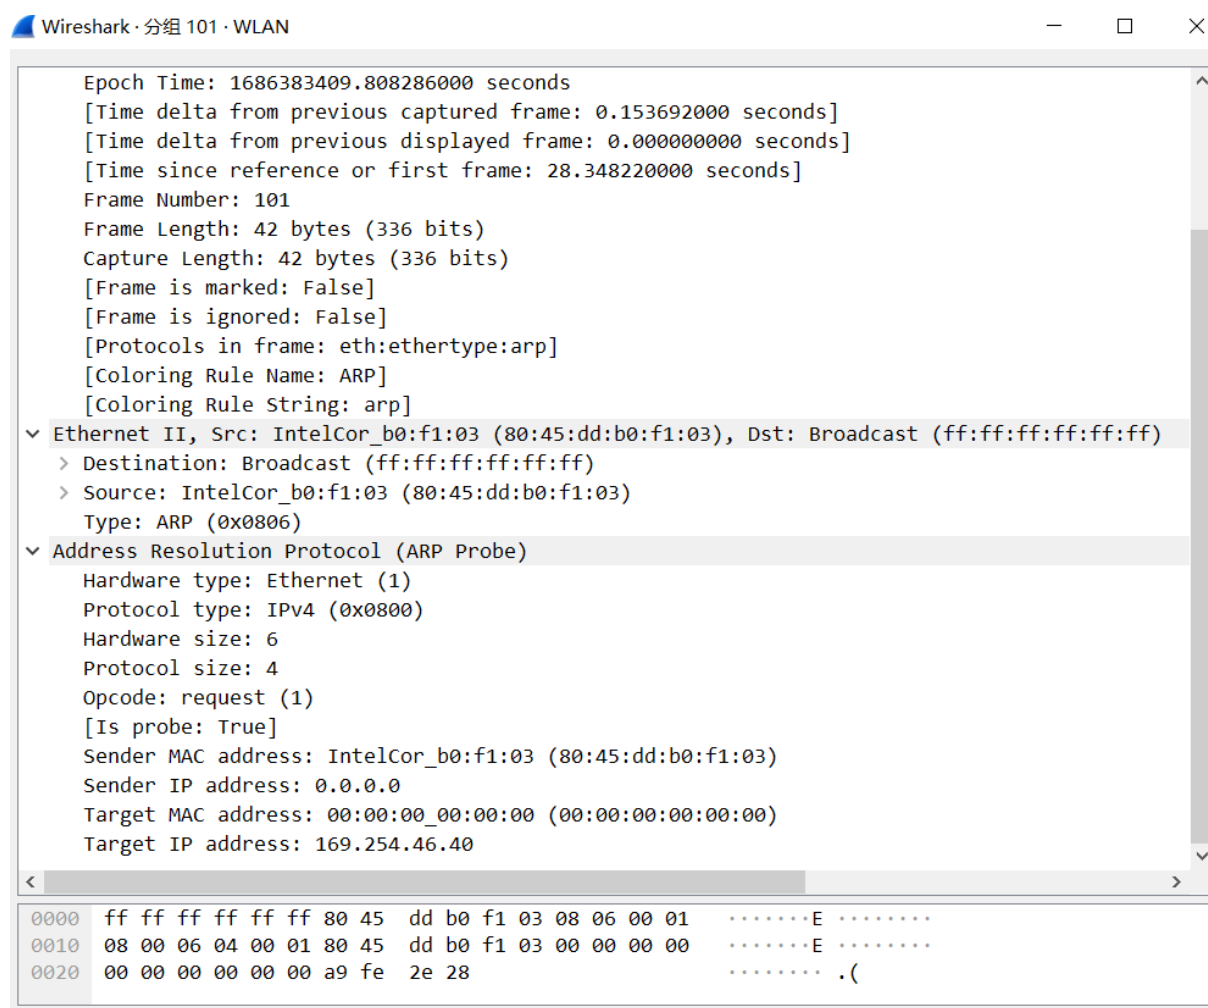 Wireshark · 分组 101 · WLAN
Epoch Time: 1686383409.808286000 seconds
[Time delta from previous captured frame: 0.153692000 seconds]
[Time delta from previous displayed frame: 0.000000000 seconds]
[Time since reference or first frame: 28.348220000 seconds]
Frame Number: 101
Frame Length: 42 bytes (336 bits)
Capture Length: 42 bytes (336 bits)
[Frame is marked: False]
[Frame is ignored: False]
[Protocols in frame: eth:ethertype:arp]
[Coloring Rule Name: ARP]
[Coloring Rule String: arp]
Ethernet II, Src: IntelCor_b0:f1:03 (80:45:dd:b0:f1:03), Dst: Broadcast (ff:ff:ff:ff:ff:ff)
Destination: Broadcast (ff:ff:ff:ff:ff:ff)
Source: IntelCor_b0:f1:03 (80:45:dd:b0:f1:03)
Type: ARP (0x0806)
Address Resolution Protocol (ARP Probe)
Hardware type: Ethernet (1)
Protocol type: IPv4 (0x0800)
Hardware size: 6
Protocol size: 4
Opcode: request (1)
[Is probe: True]
Sender MAC address: IntelCor_b0:f1:03 (80:45:dd:b0:f1:03)
Sender IP address: 0.0.0.0
Target MAC address: 00:00:00_00:00:00 (00:00:00:00:00:00)
Target IP address: 169.254.46.40
0000 ff ff ff ff ff ff 80 45 dd b0 f1 03 08 06 00 01 ·······E ········
0010 08 00 06 04 00 01 80 45 dd b0 f1 03 00 00 00 00 ·······E ········
0020 00 00 00 00 00 00 a9 fe 2e 28 ········ .(